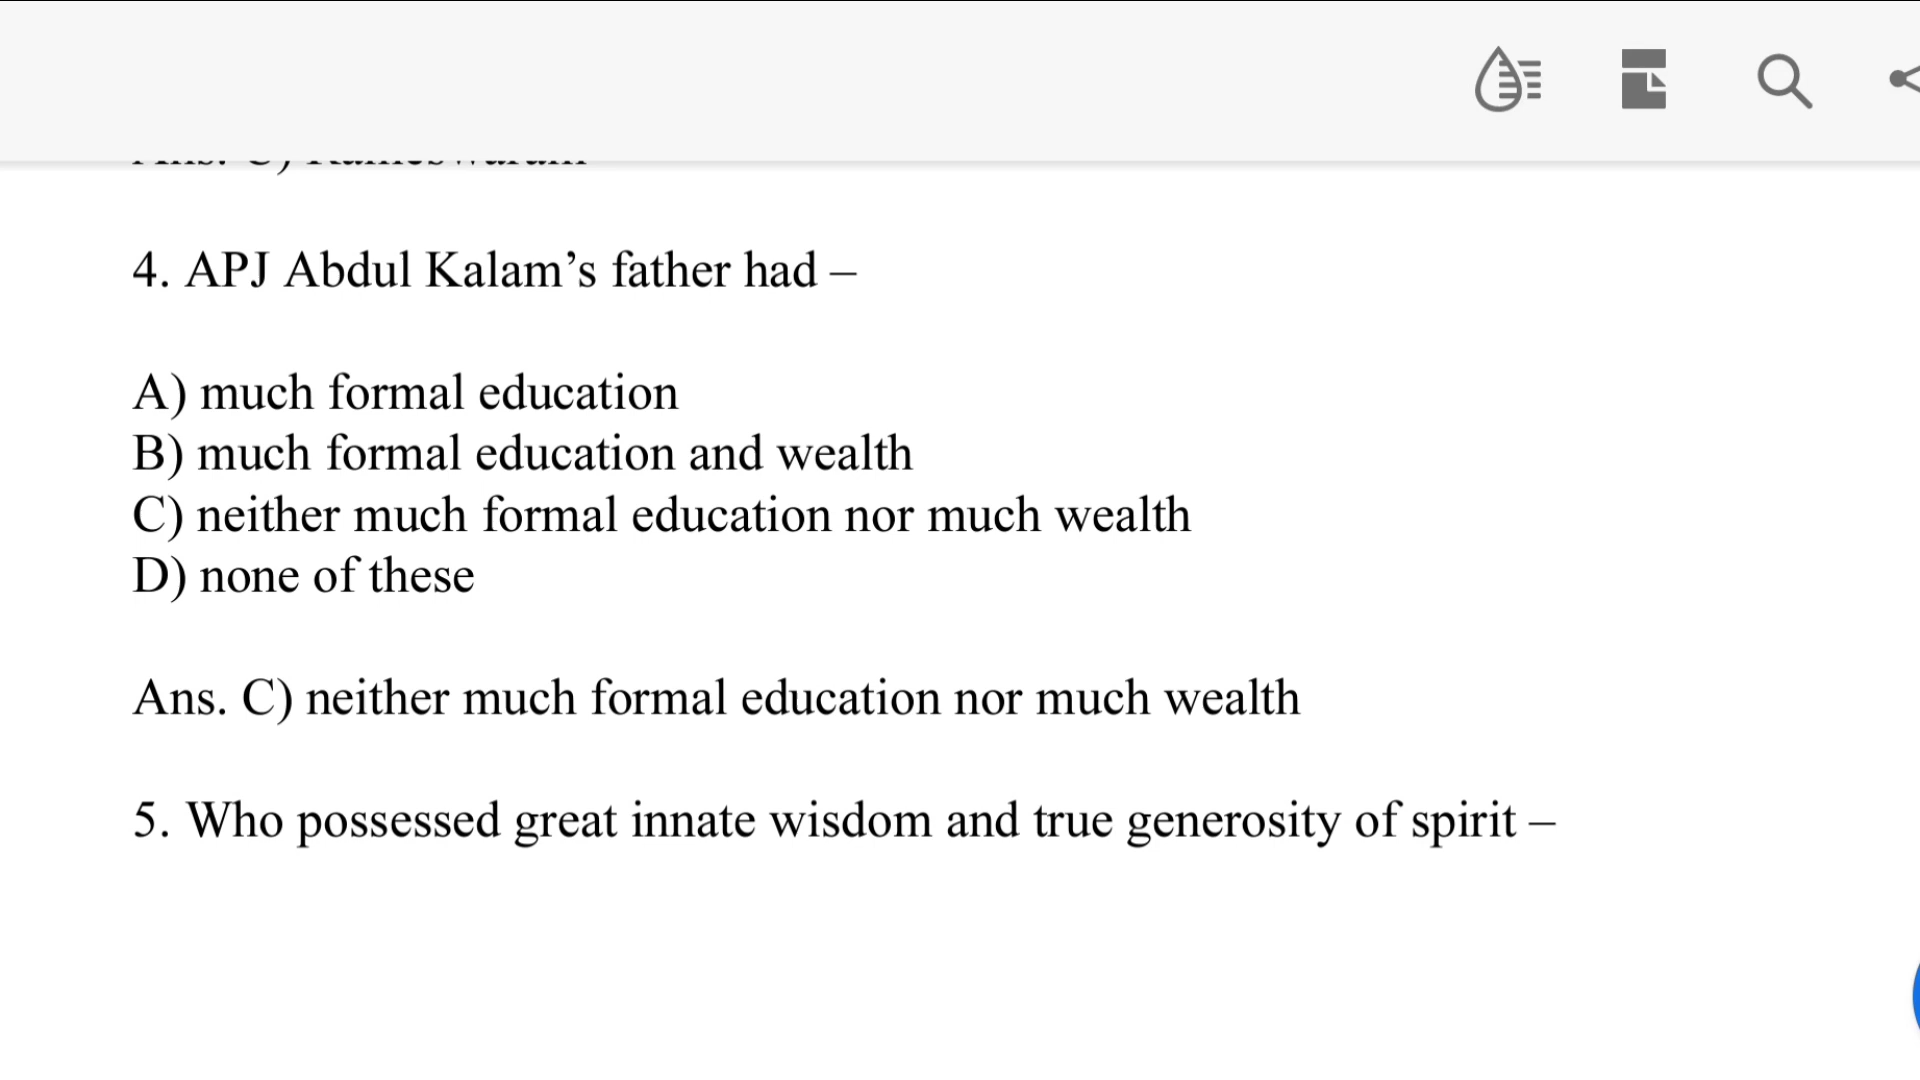 4. APJ Abdul Kalam’s father had –
A) much formal education
B) much formal education and wealth
C) neither much formal education nor much wealth
D) none of these
Ans. C) neither much formal education nor much wealth
5. Who possessed great innate wisdom and true generosity of spirit –